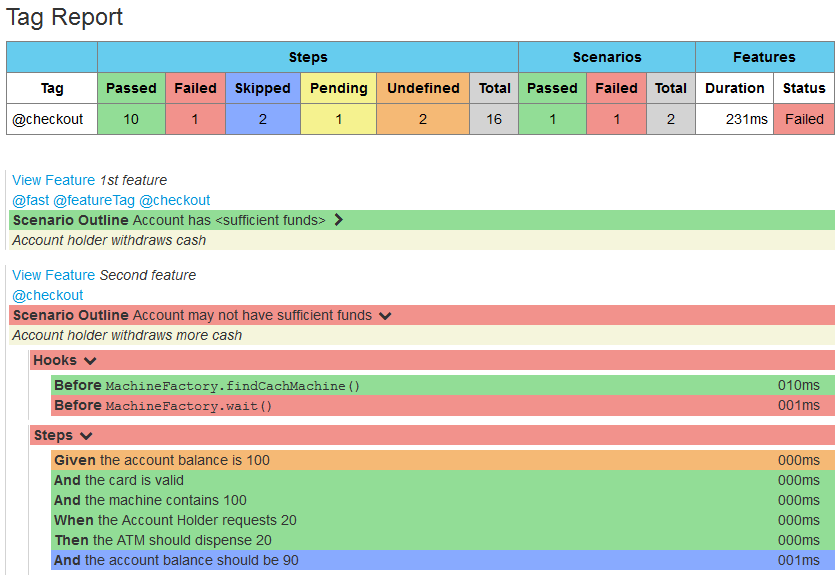 Tag Report
Steps Scenarios Features
Tag Passed Failed Skipped Pending Undefined Total Passed Failed Total Duration Status
@checkout 10 1 2 1 2 16 1 1 2 231ms Failed
View Feature 1st feature
@fast @featureTag @checkout
Scenario Outline Account has <sufficient funds>
Account holder withdraws cash
View Feature Second feature
@checkout
Scenario Outline Account may not have sufficient funds
Account holder withdraws more cash
Hooks
Before MachineFactory.findCachMachine() 010ms
Before MachineFactory.wait() 001ms
Steps
Given the account balance is 100 000ms
And the card is valid 000ms
And the machine contains 100 000ms
When the Account Holder requests 20 000ms
Then the ATM should dispense 20 000ms
And the account balance should be 90 001ms